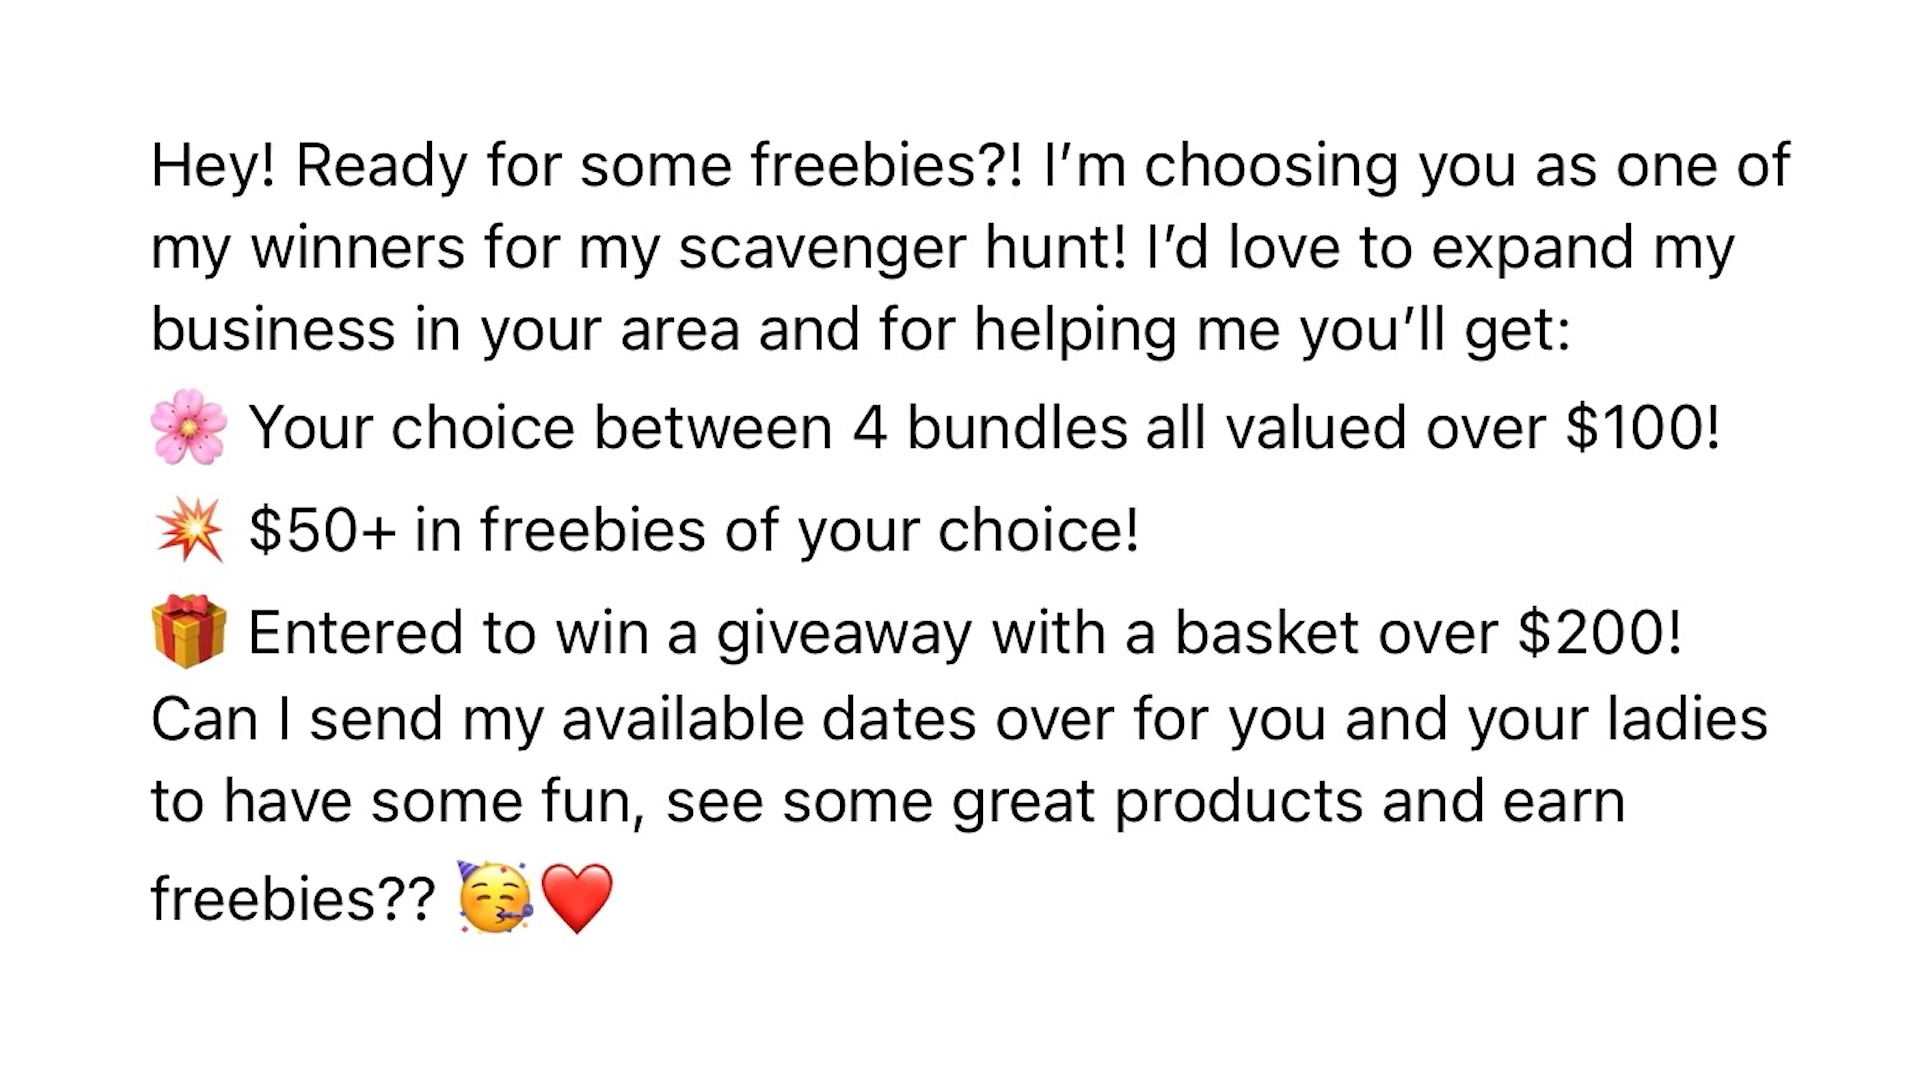 Hey! Ready for some freebies?! I’m choosing you as one of
my winners for my scavenger hunt! I’d love to expand my
business in your area and for helping me you’ll get:
🌸 Your choice between 4 bundles all valued over $100!
💥 $50+ in freebies of your choice!
🎁 Entered to win a giveaway with a basket over $200!
Can I send my available dates over for you and your ladies
to have some fun, see some great products and earn
freebies?? 🥳❤️